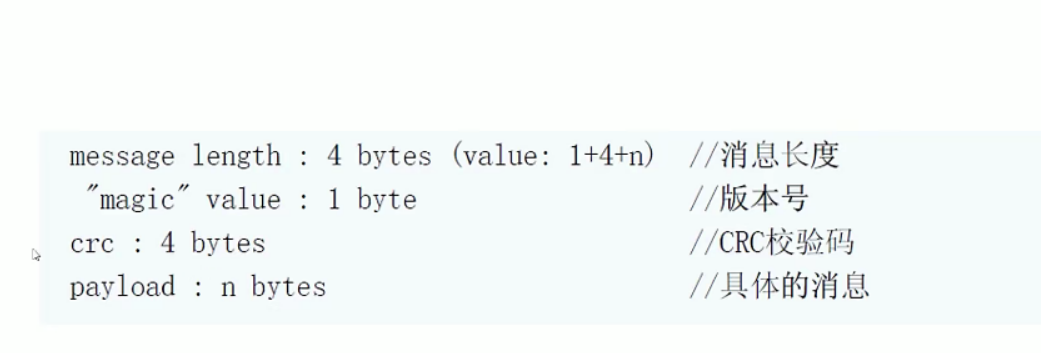 message length : 4 bytes (value: 1+4+n) //消息长度
"magic" value : 1 byte //版本号
crc : 4 bytes //CRC校验码
payload : n bytes //具体的消息